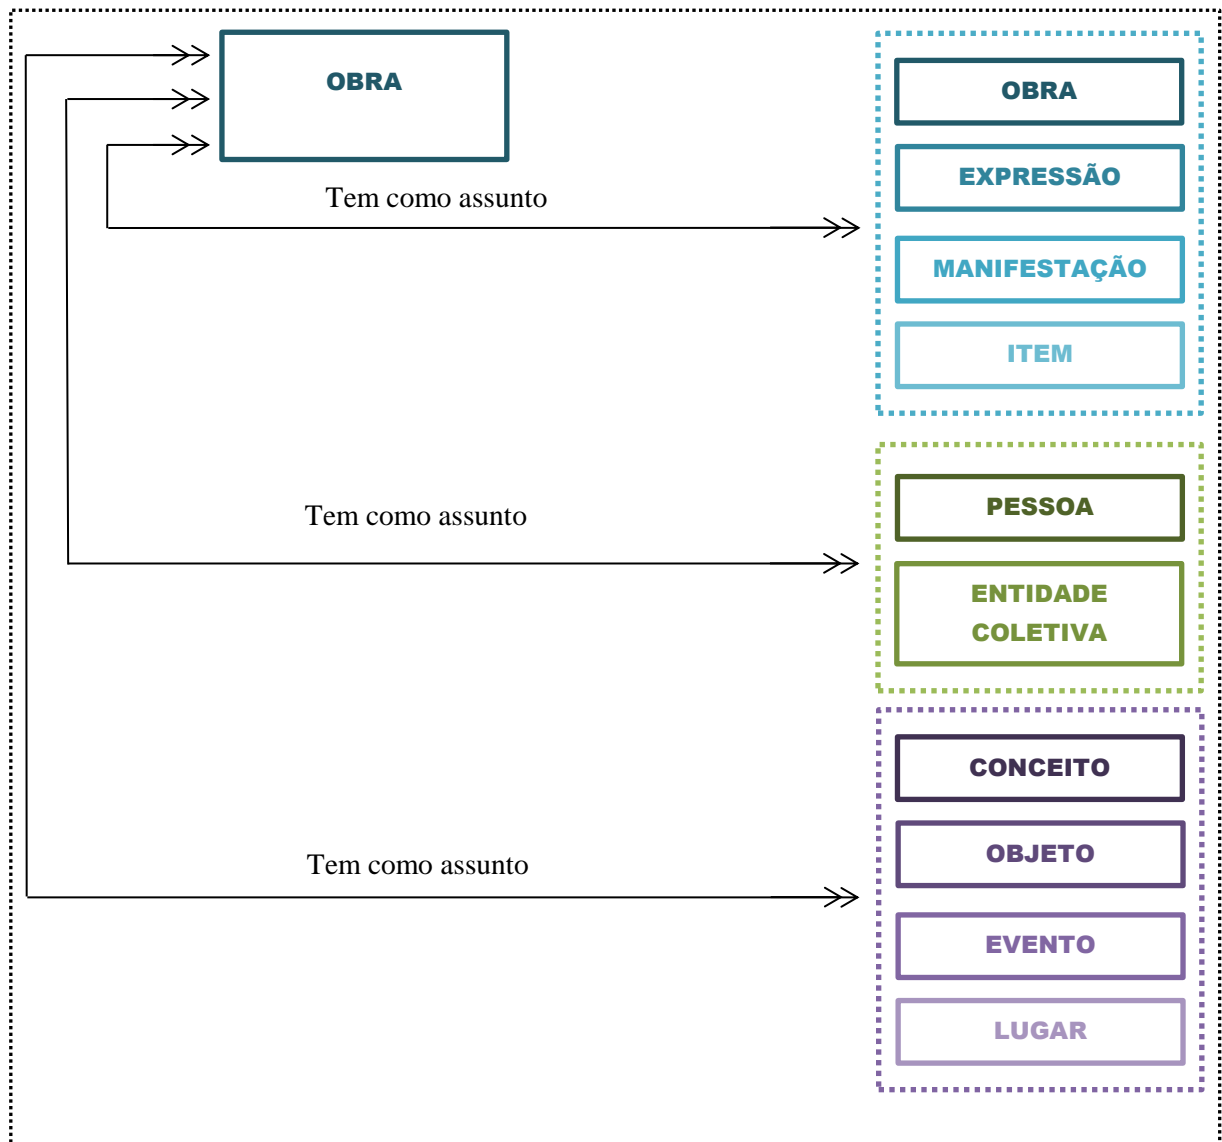 OBRA
OBRA
EXPRESSÃO
Tem como assunto
MANIFESTAÇÃO
ITEM
PESSOA
Tem como assunto
ENTIDADE
COLETIVA
CONCEITO
OBJETO
Tem como assunto
EVENTO
LUGAR